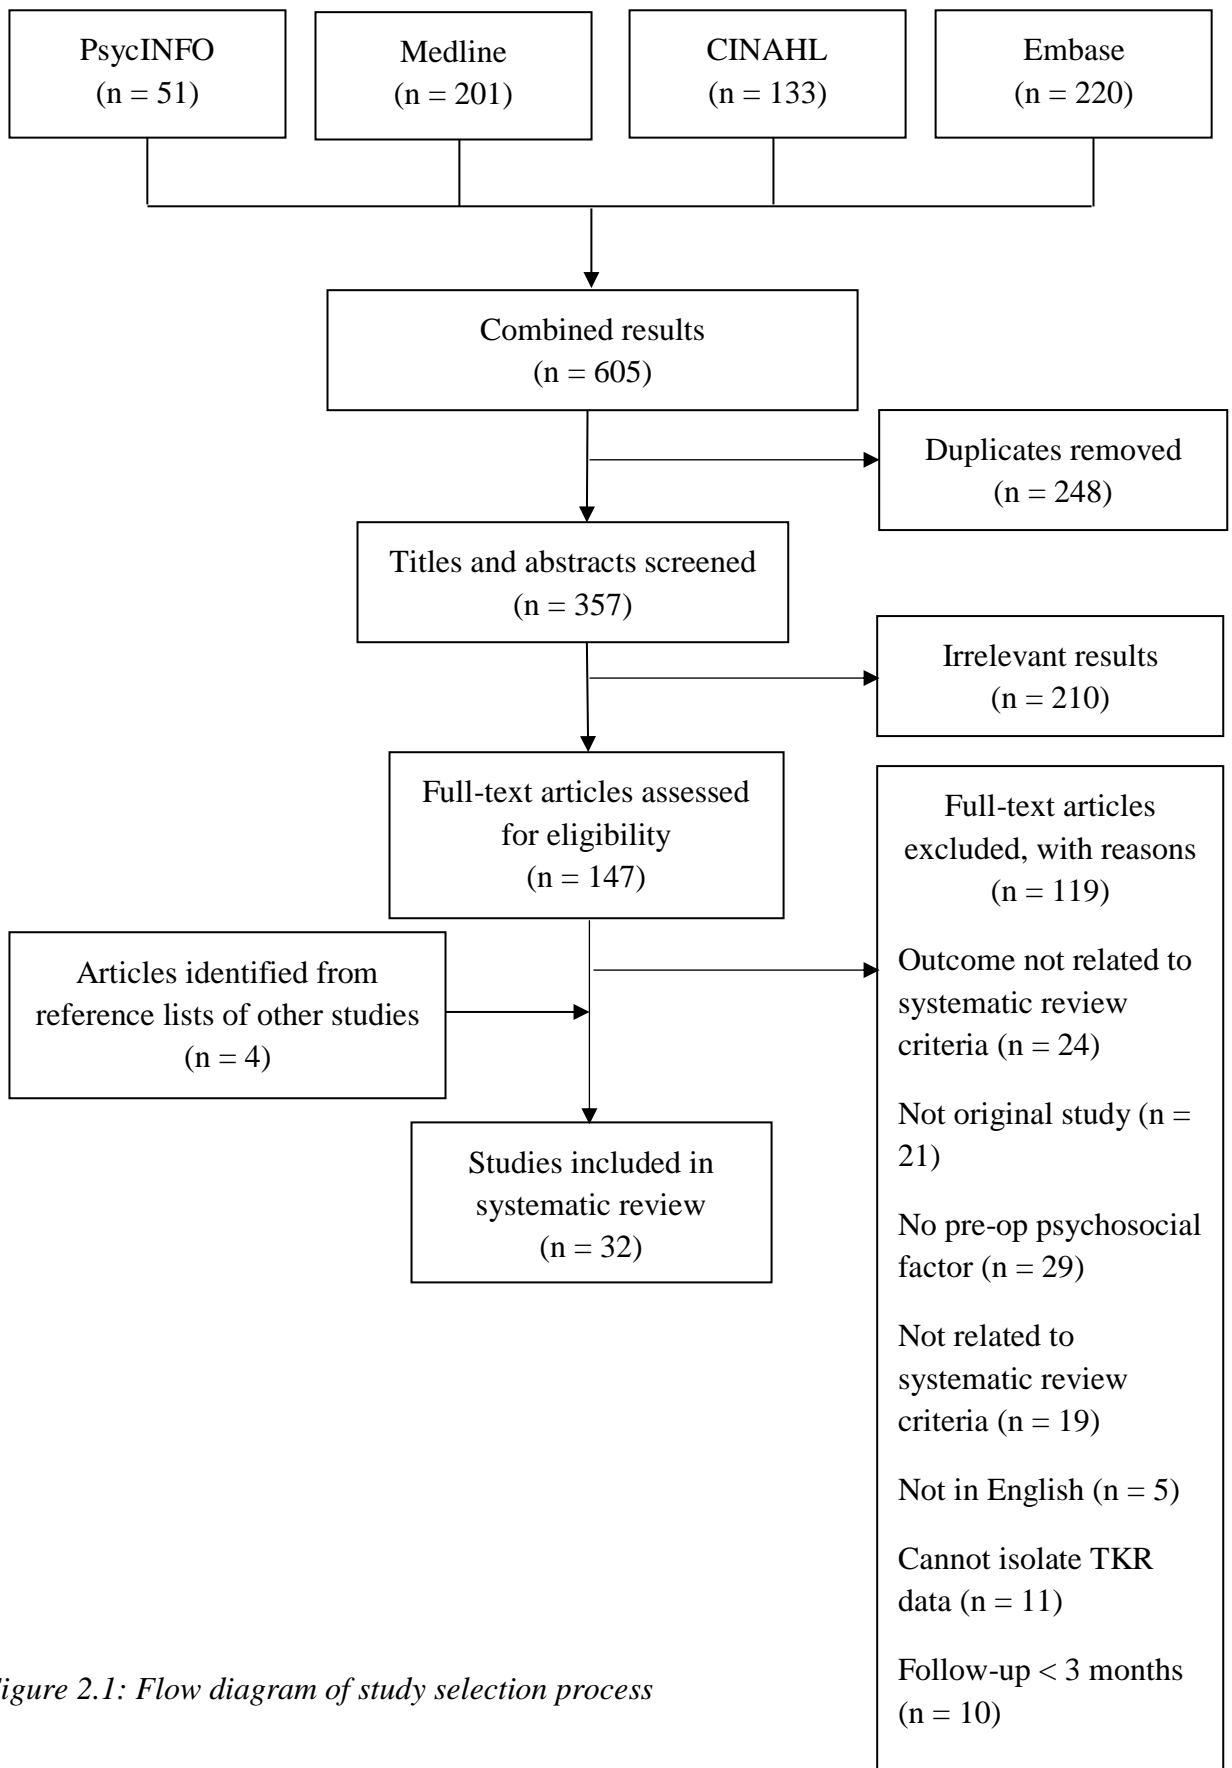 PsycINFO
(n = 51)
Medline
(n = 201)
CINAHL
(n = 133)
Embase
(n = 220)
Combined results
(n = 605)
Duplicates removed
(n = 248)
Titles and abstracts screened
(n = 357)
Irrelevant results
(n = 210)
Full-text articles assessed
for eligibility
(n = 147)
Full-text articles
excluded, with reasons
(n = 119)
Outcome not related to
systematic review
criteria (n = 24)
Not original study (n =
21)
No pre-op psychosocial
factor (n = 29)
Not related to
systematic review
criteria (n = 19)
Not in English (n = 5)
Cannot isolate TKR
data (n = 11)
Follow-up < 3 months
(n = 10)
Articles identified from
reference lists of other studies
(n = 4)
Studies included in
systematic review
(n = 32)
igure 2.1: Flow diagram of study selection process